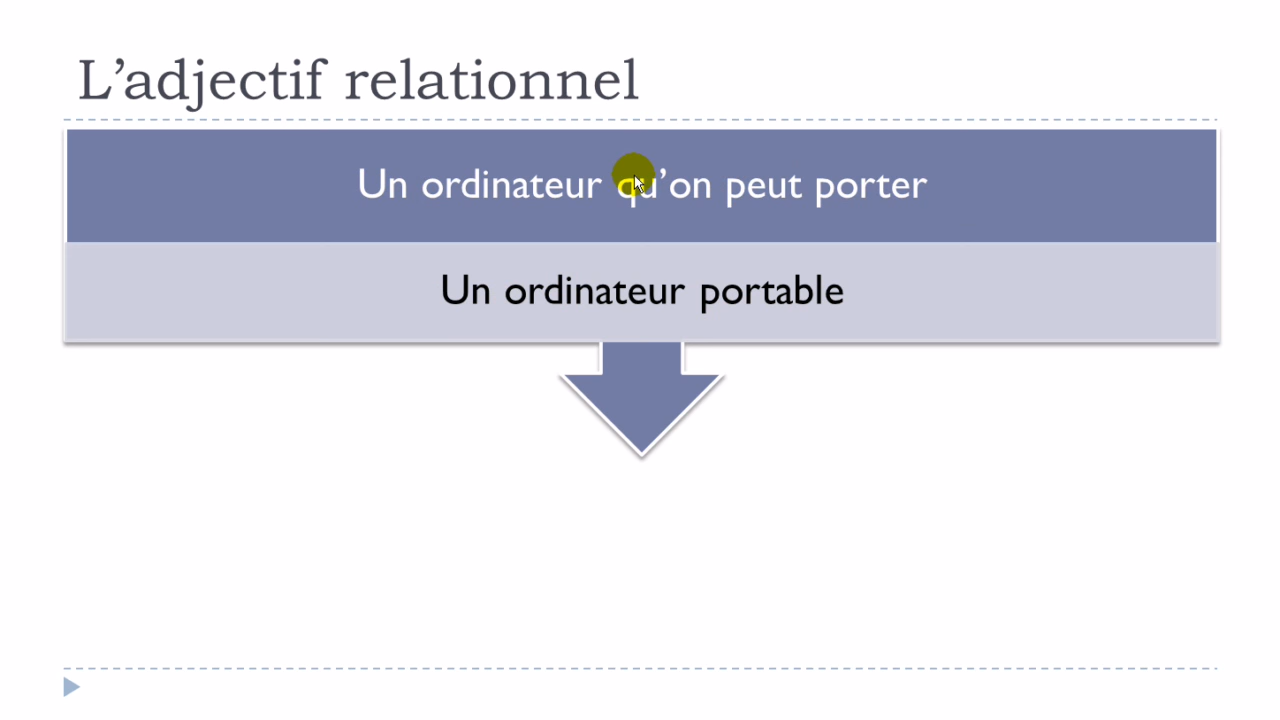 L’adjectif relationnel
Un ordinateur qu’on peut porter
Un ordinateur portable